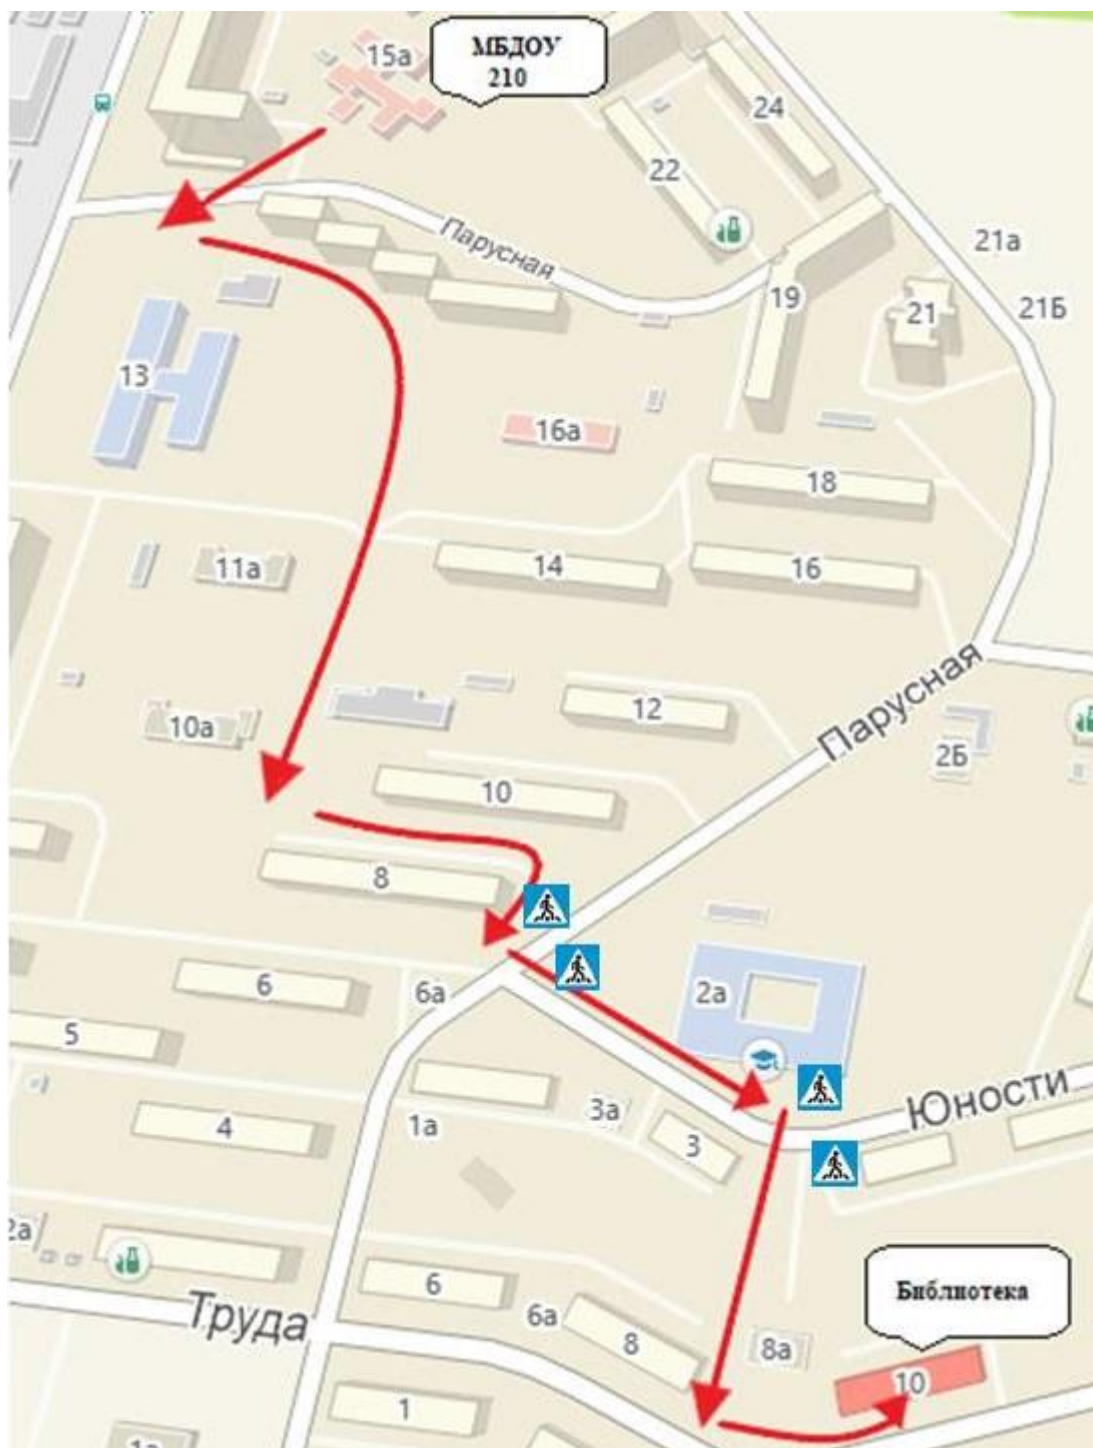 МБДОУ
210
15а
24
22
21а
Парусная
19
21
21Б
13
16а
18
11а
14
16
Парусная
10а
12
2Б
10
8
6
6а
2а
5
Юности
4
1а
3а
3
2а
Библиотека
Труда
6
6а
8
8а
10
1